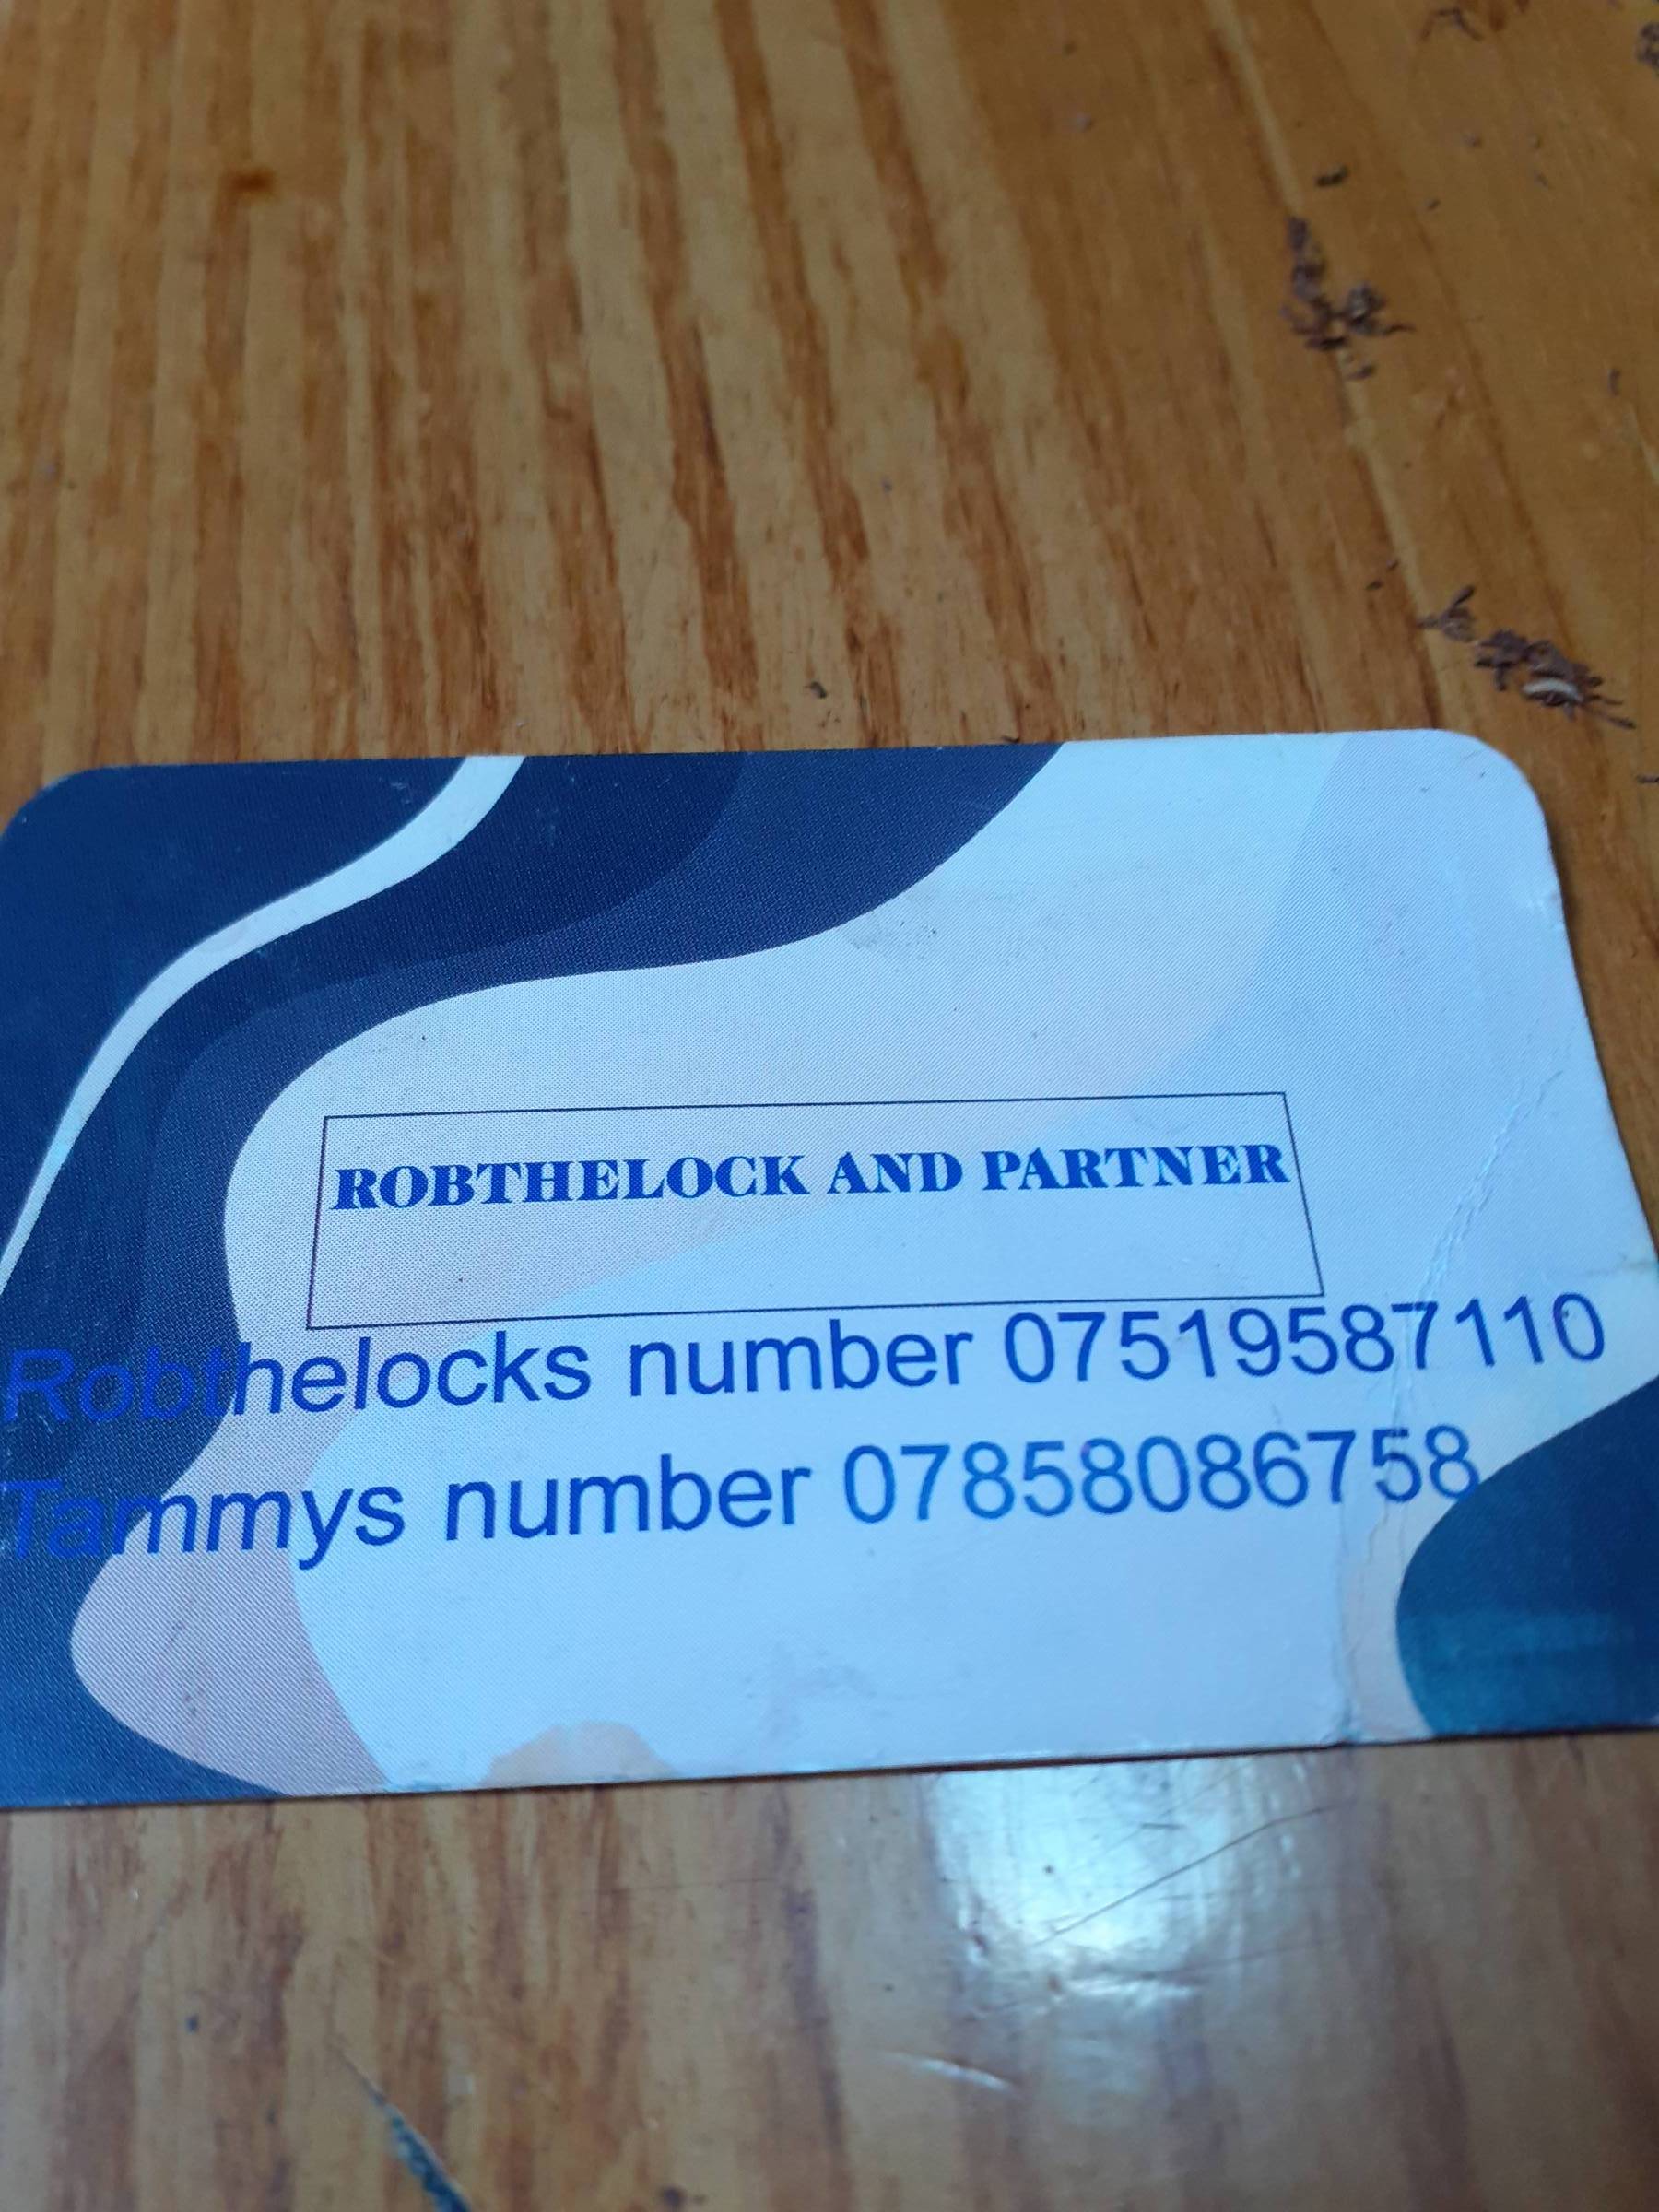 ROBTHELOCK AND PARTNER
Robthelocks number 07519587110
Tammys number 07858086758